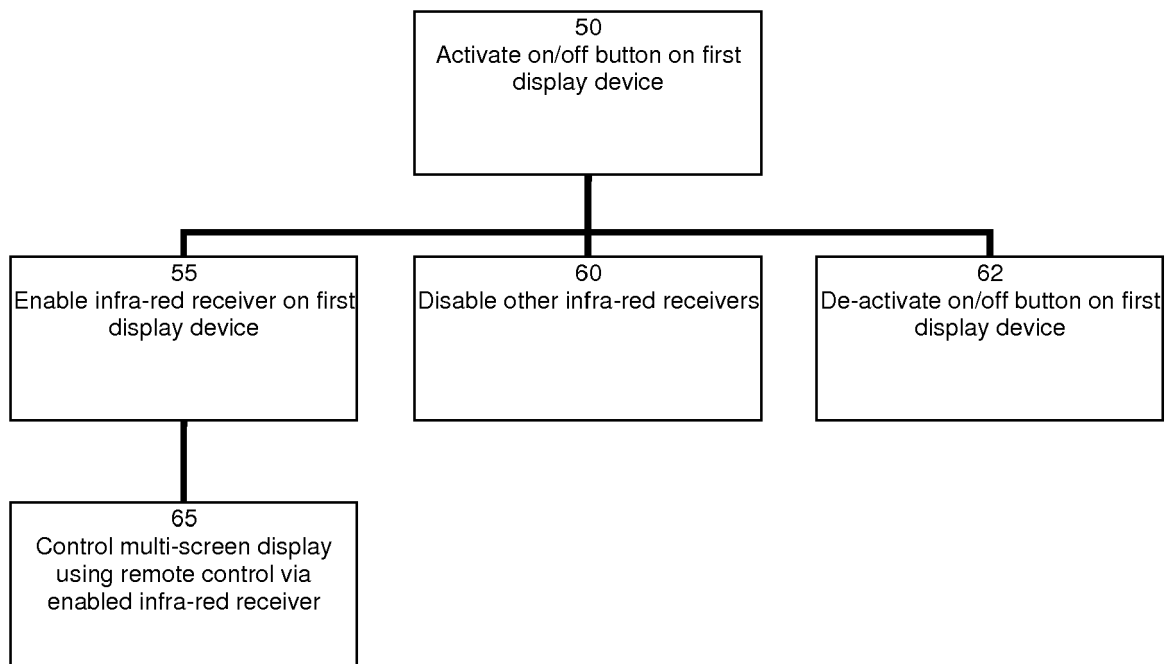 50
Activate on/off button on first
display device
55
Enable infra-red receiver on first
display device
60
Disable other infra-red receivers
62
De-activate on/off button on first
display device
65
Control multi-screen display
using remote control via
enabled infra-red receiver